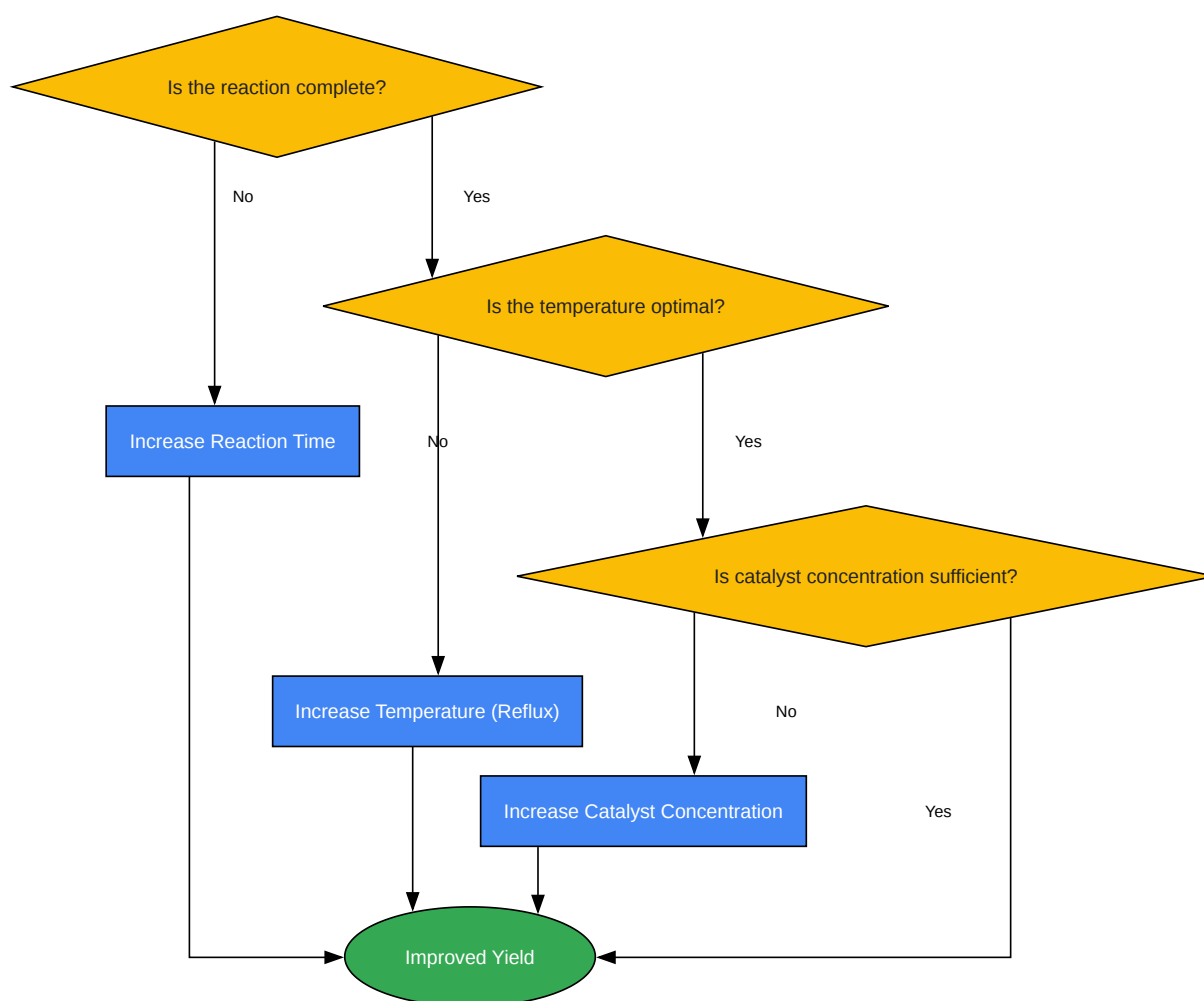 Is the reaction complete?
No
Yes
Is the temperature optimal?
Increase Reaction Time
No
Yes
Is catalyst concentration sufficient?
Increase Temperature (Reflux)
No
Increase Catalyst Concentration
Yes
Improved Yield